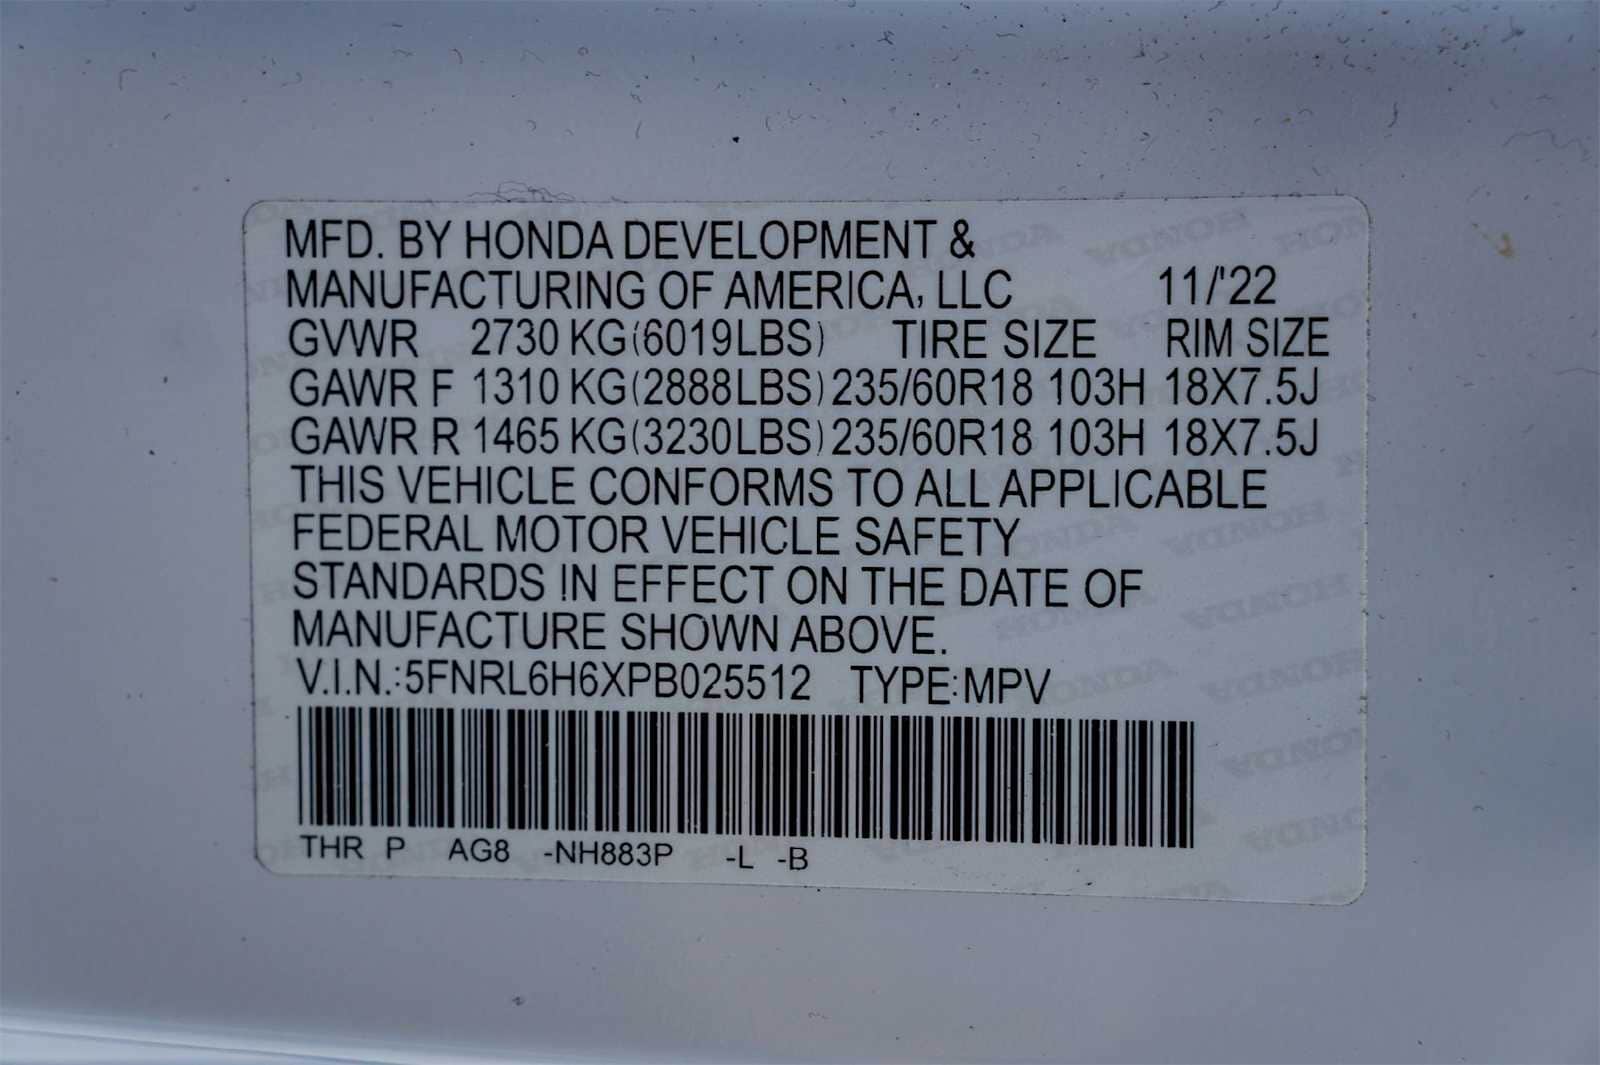 MFD. BY HONDA DEVELOPMENT &
MANUFACTURING OF AMERICA, LLC 11/'22
GVWR 2730 KG(6019LBS) TIRE SIZE RIM SIZE
GAWR F 1310 KG(2888LBS) 235/60R18 103H 18X7.5J
GAWR R 1465 KG(3230LBS) 235/60R18 103H 18X7.5J
THIS VEHICLE CONFORMS TO ALL APPLICABLE
FEDERAL MOTOR VEHICLE SAFETY
STANDARDS IN EFFECT ON THE DATE OF
MANUFACTURE SHOWN ABOVE.
V.I.N.:5FNRL6H6XPB025512 TYPE:MPV
THR P AG8 -NH883P -L -B